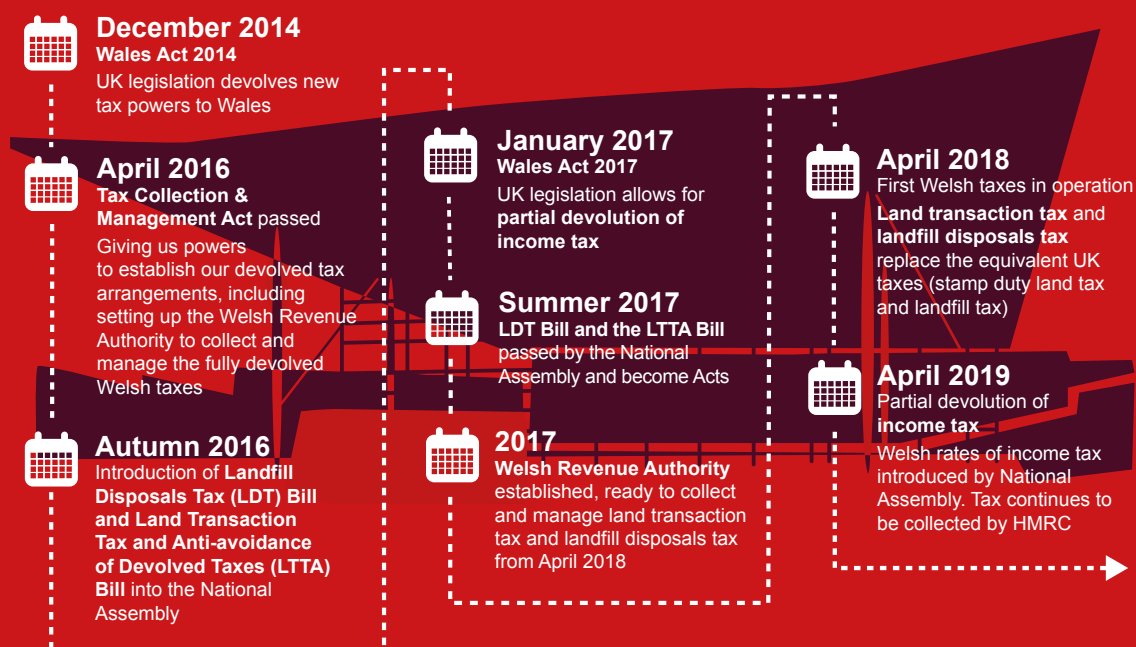 December 2014
Wales Act 2014
UK legislation devolves new
tax powers to Wales
April 2016
Tax Collection &
Management Act passed
Giving us powers
to establish our devolved tax
arrangements, including
setting up the Welsh Revenue
Authority to collect and
manage the fully devolved
Welsh taxes
Autumn 2016
Introduction of Landfill
Disposals Tax (LDT) Bill
and Land Transaction
Tax and Anti-avoidance
of Devolved Taxes (LTTA)
Bill into the National
Assembly
January 2017
Wales Act 2017
UK legislation allows for
partial devolution of
income tax
Summer 2017
LDT Bill and the LTTA Bill
passed by the National
Assembly and become Acts
2017
Welsh Revenue Authority
established, ready to collect
and manage land transaction
tax and landfill disposals tax
from April 2018
April 2018
First Welsh taxes in operation
Land transaction tax and
landfill disposals tax
replace the equivalent UK
taxes (stamp duty land tax
and landfill tax)
April 2019
Partial devolution of
income tax
Welsh rates of income tax
introduced by National
Assembly. Tax continues to
be collected by HMRC